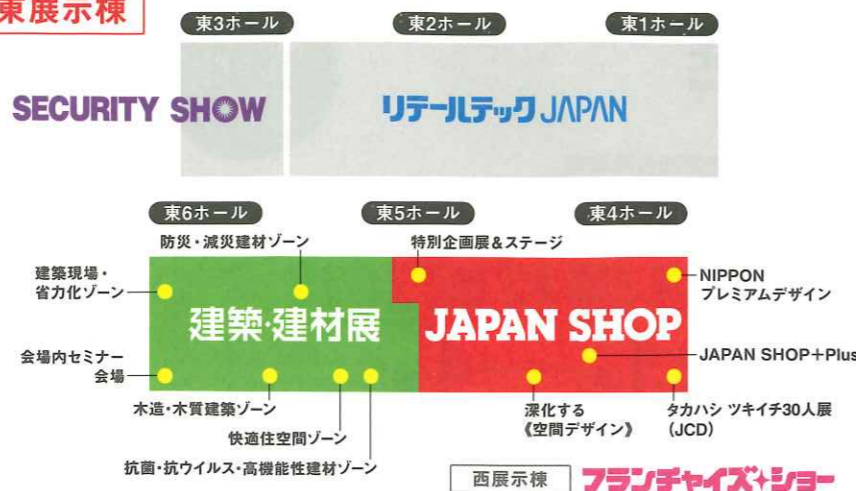 東展示棟
東3ホール
東2ホール
東1ホール
SECURITY SHOW
リテールテックJAPAN
東6ホール
東5ホール
東4ホール
防災・減災建材ゾーン
特別企画展&ステージ
建築現場・
省力化ゾーン
NIPPON
プレミアムデザイン
建築・建材展
JAPAN SHOP
会場内セミナー
会場
JAPAN SHOP+Plus
木造・木質建築ゾーン
快適住空間ゾーン
抗菌・抗ウイルス・高機能性建材ゾーン
深化する
《空間デザイン》
タカハシ ツキイチ30人展
(JCD)
西展示棟
フランチャイズ・ショー